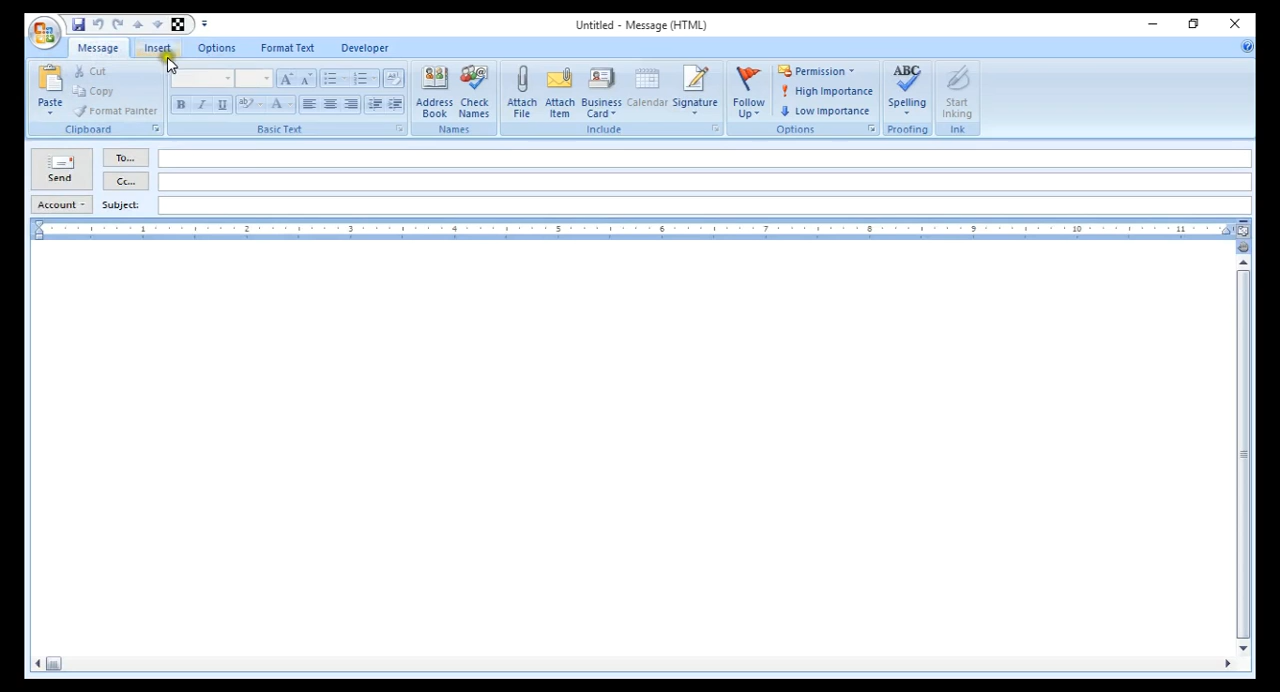 Untitled - Message (HTML)
Message Insert Options Format Text Developer
Paste
Cut
Copy
Format Painter
Clipboard
B I U
Basic Text
Address Book
Check Names
Names
Attach File
Attach Item
Business Card
Calendar
Signature
Include
Follow Up
Permission
High Importance
Low Importance
Options
ABC
Spelling
Proofing
Start Inking
Ink
Send
To...
Cc...
Account
Subject:
1 2 3 4 5 6 7 8 9 10 11